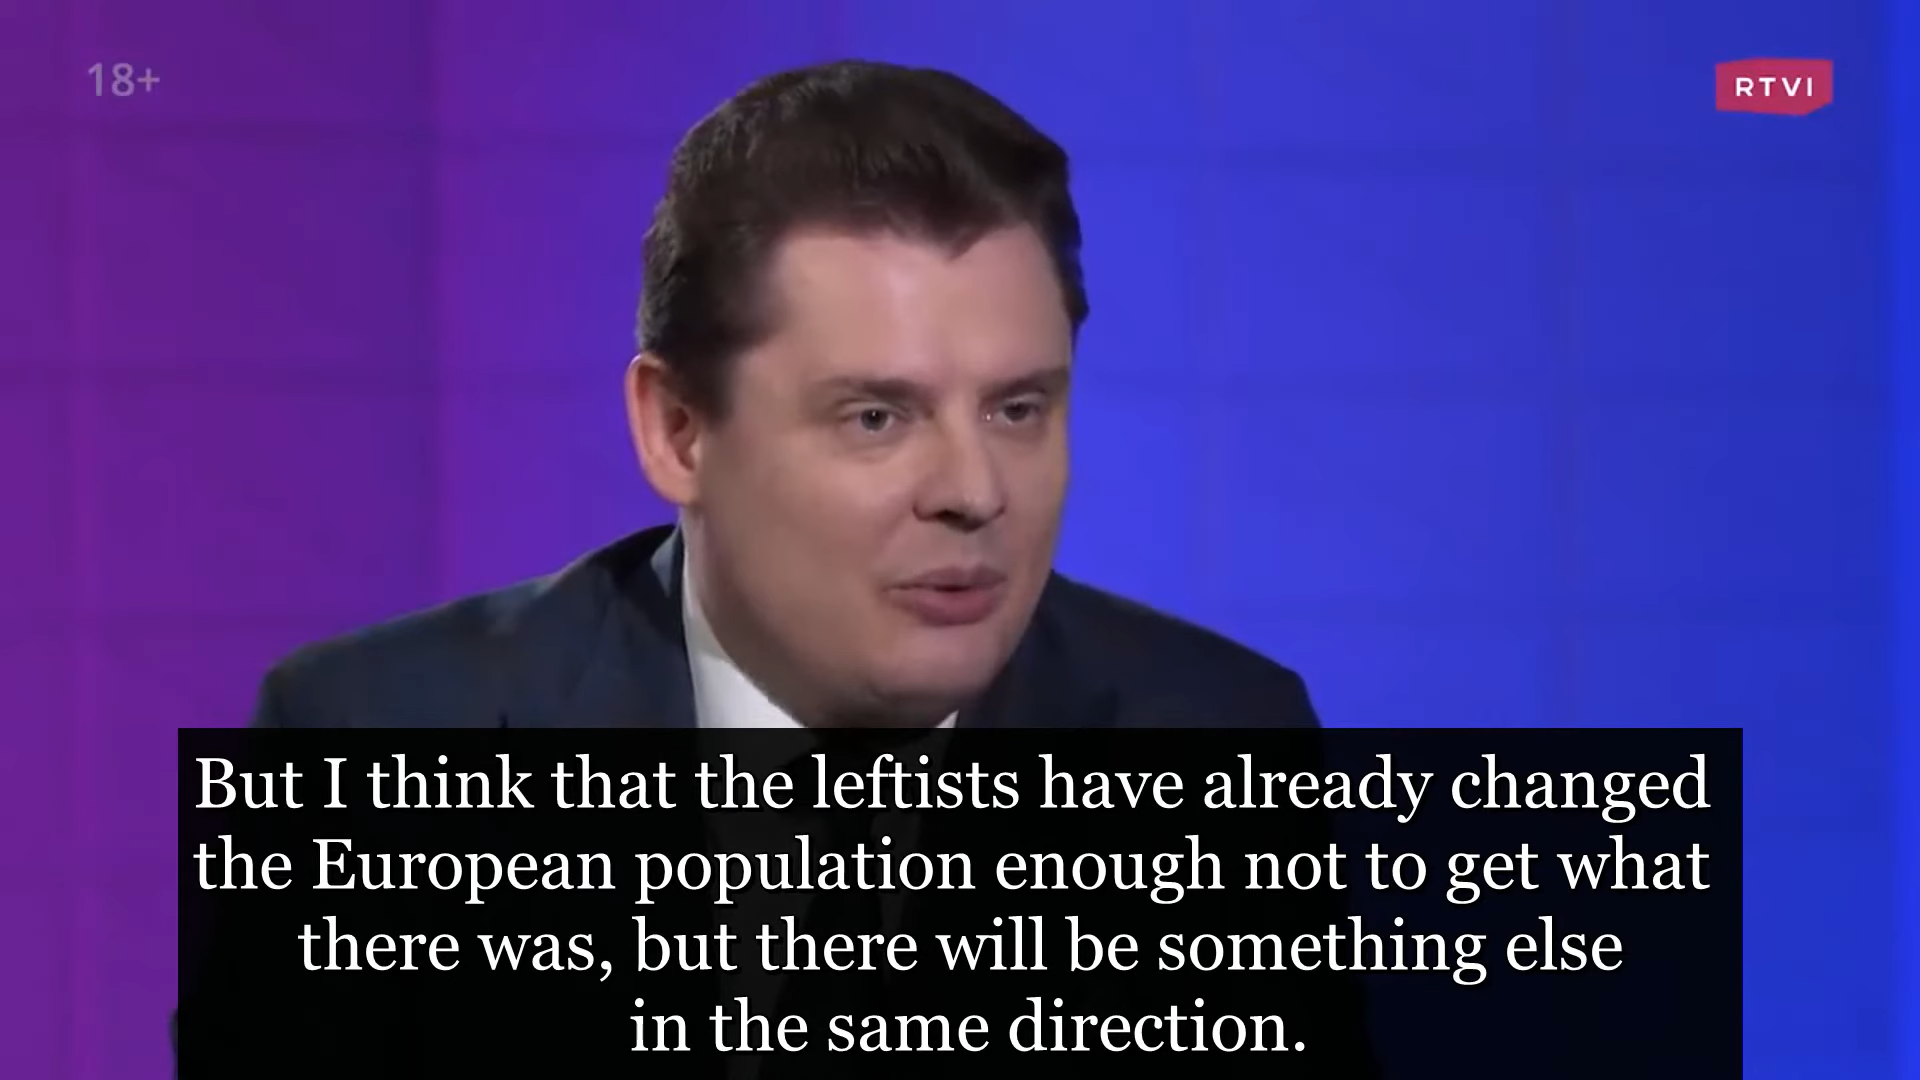 18+
RTVI
But I think that the leftists have already changed
the European population enough not to get what
there was, but there will be something else
in the same direction.